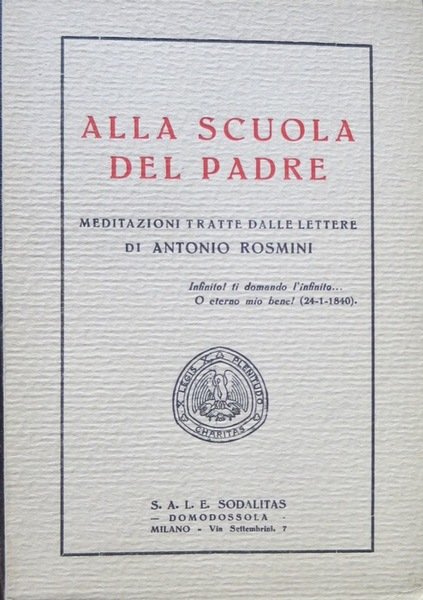 ALLA SCUOLA
DEL PADRE
MEDITAZIONI TRATTE DALLE LETTERE
DI ANTONIO ROSMINI
Infinito! ti domando l'infinito...
O eterno mio bene! (24-1-1840).
X LEGIS X PLENITUDO X CHARITAS
S. A. L. E. SODALITAS
— DOMODOSSOLA -
MILANO - Via Settembrini, 7